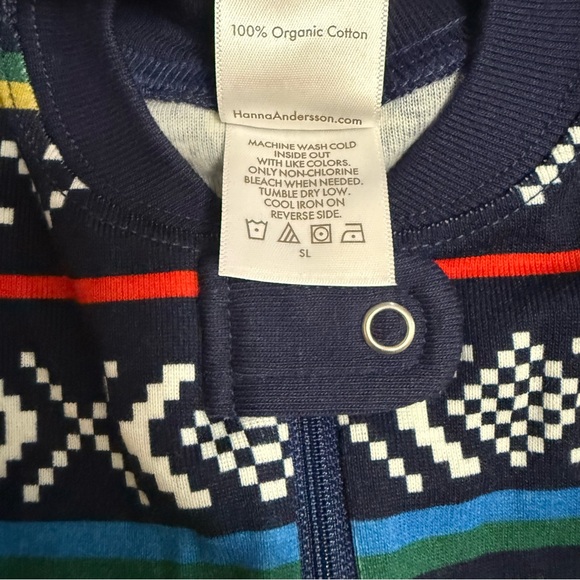 100% Organic Cotton
HannaAndersson.com
MACHINE WASH COLD
INSIDE OUT
WITH LIKE COLORS.
ONLY NON-CHLORINE
BLEACH WHEN NEEDED.
TUMBLE DRY LOW.
COOL IRON ON
REVERSE SIDE.
SL